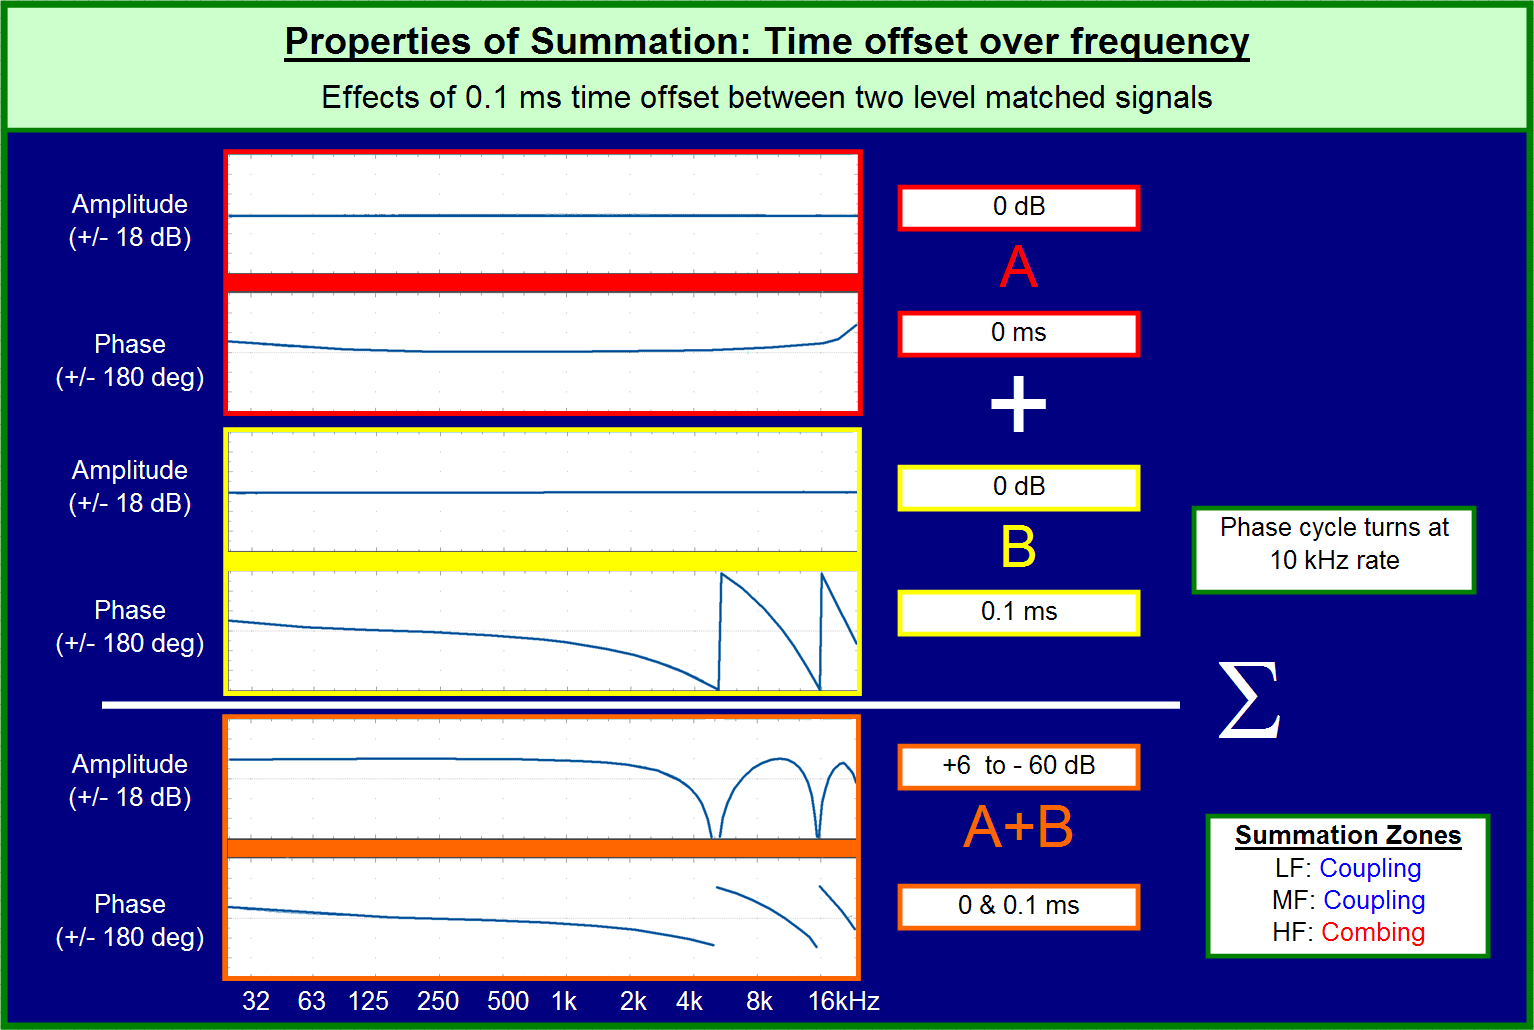 Properties of Summation: Time offset over frequency
Effects of 0.1 ms time offset between two level matched signals
Amplitude
(+/- 18 dB)
0 dB
A
Phase
(+/- 180 deg)
0 ms
+
Amplitude
(+/- 18 dB)
0 dB
B
Phase cycle turns at
10 kHz rate
Phase
(+/- 180 deg)
0.1 ms
Σ
Amplitude
(+/- 18 dB)
+6  to - 60 dB
A+B
Phase
(+/- 180 deg)
0 & 0.1 ms
Summation Zones
LF: Coupling
MF: Coupling
HF: Combing
32 63 125 250 500 1k 2k 4k 8k 16kHz